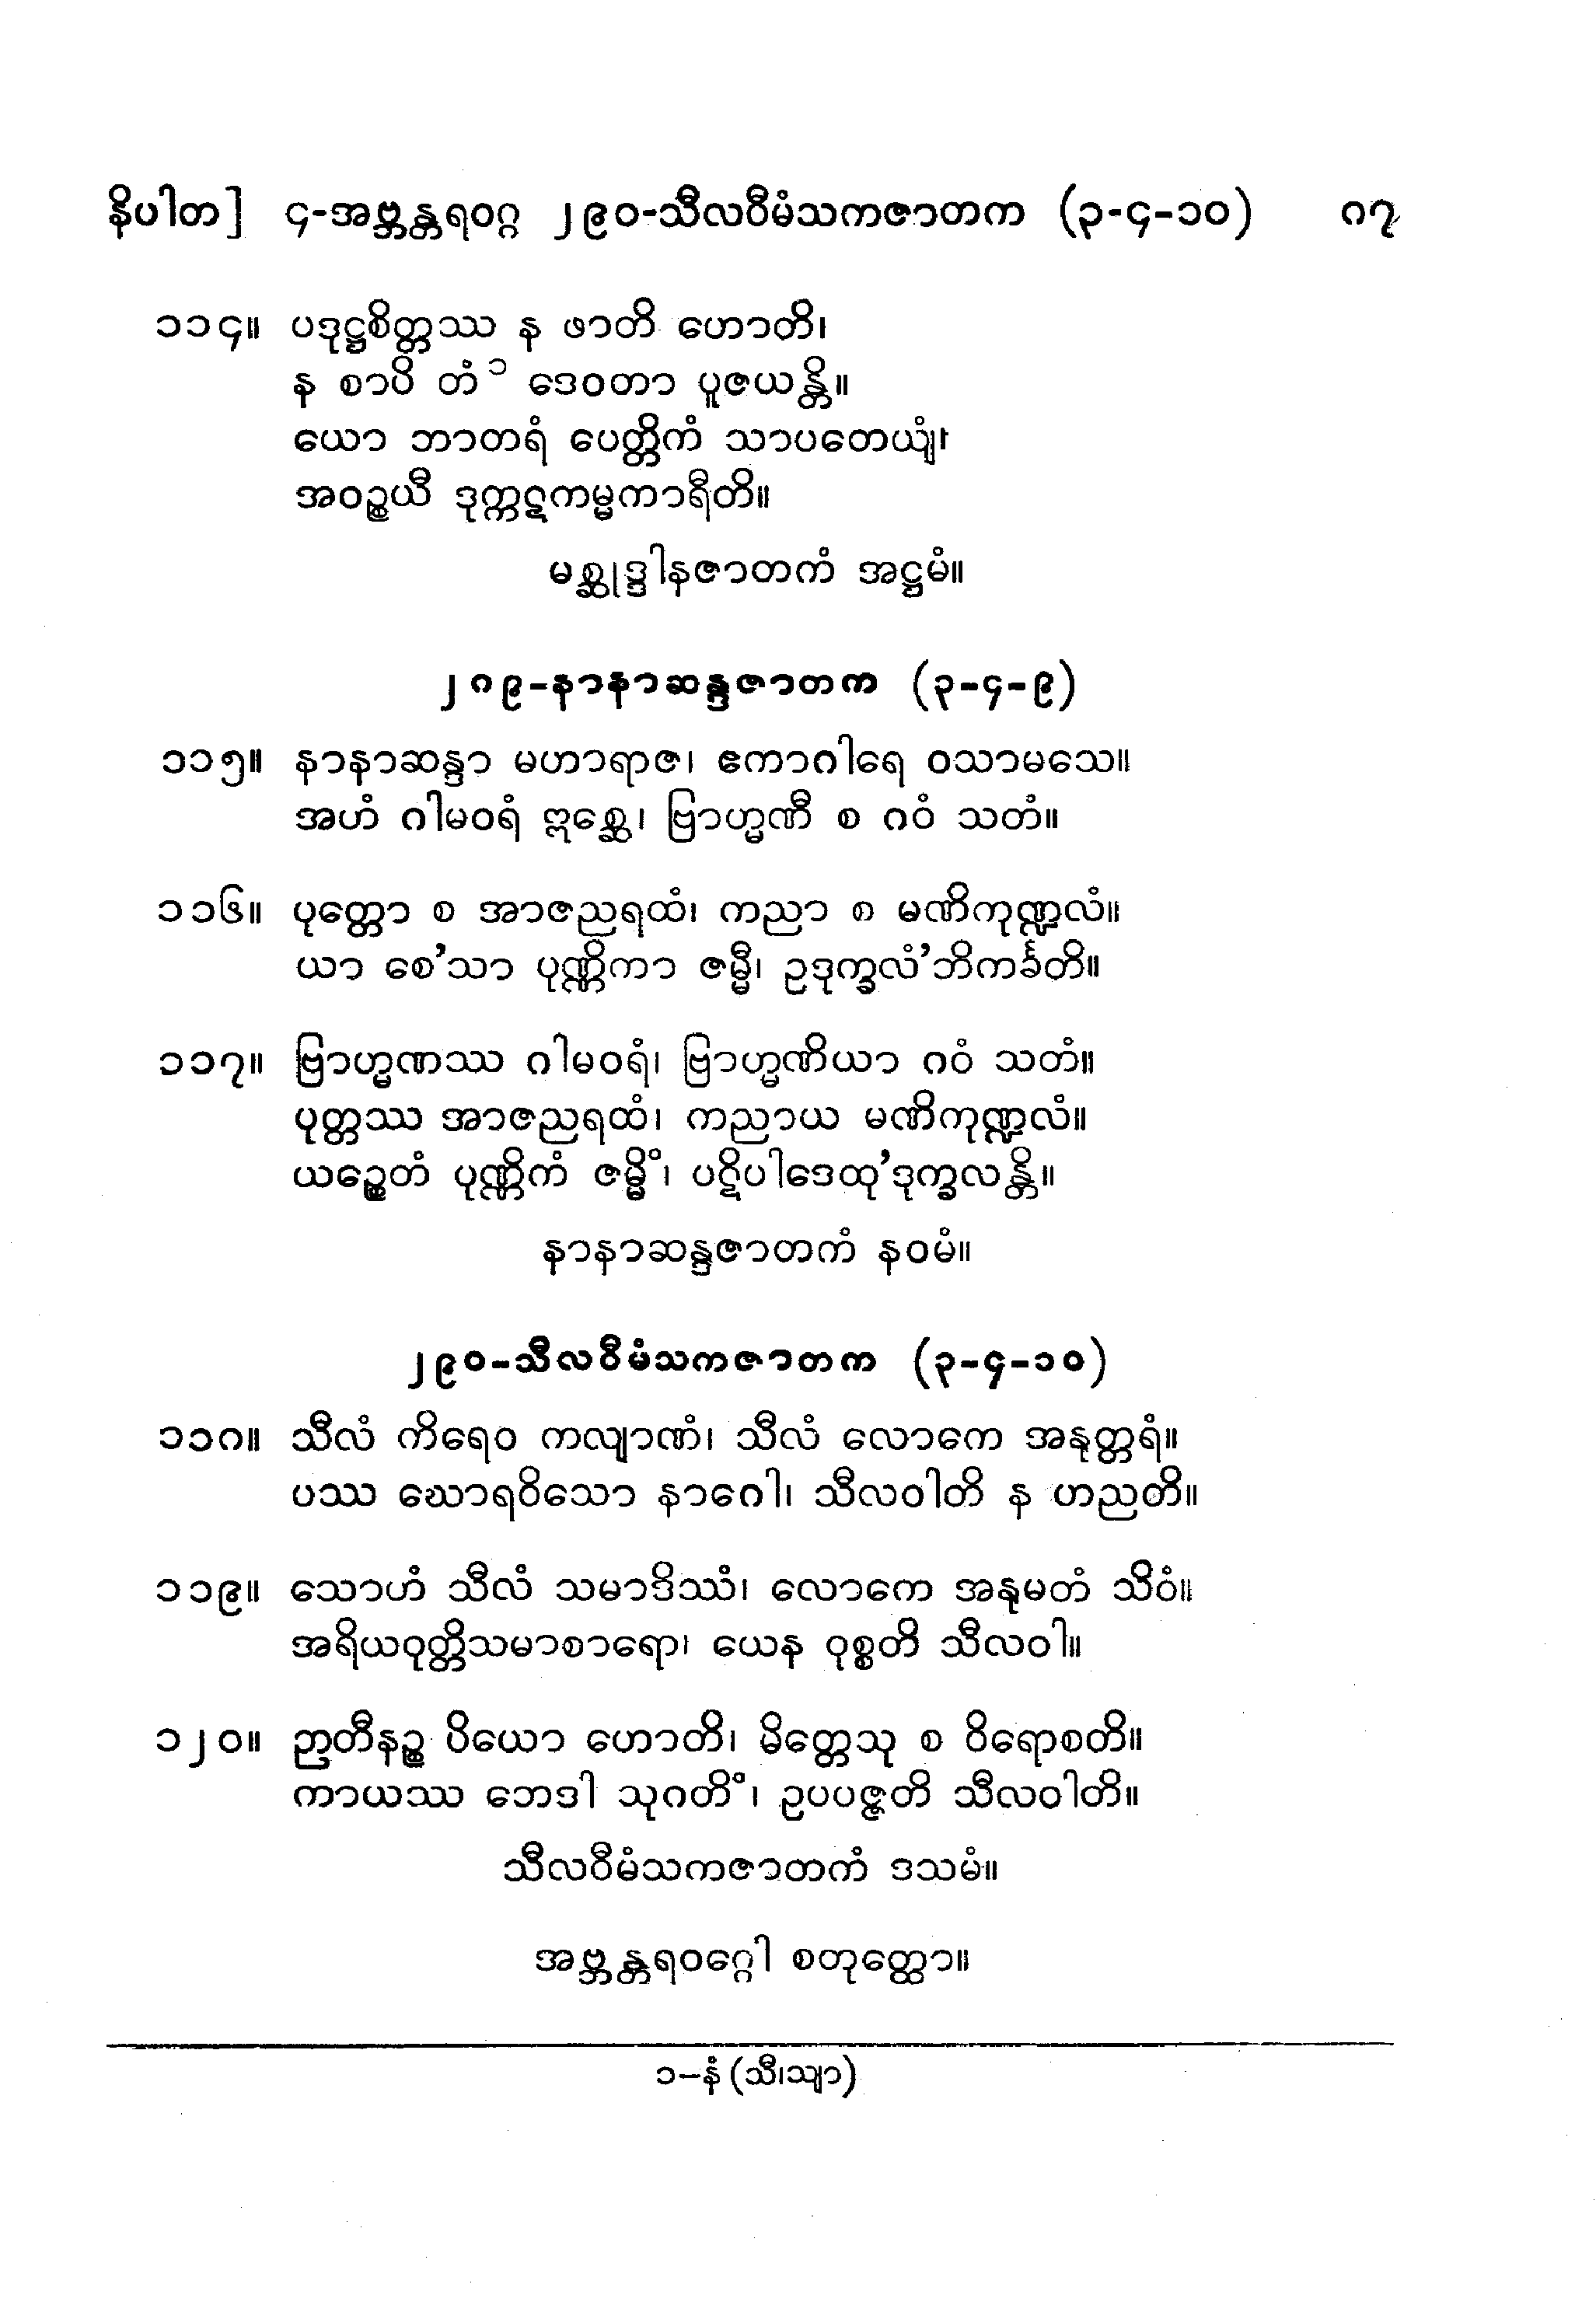 နိပါတ] ၄-အဗ္ဘန္တရဝဂ္ဂ ၂၉၀-သီလဝီမံသကဇာတက (၃-၄-၁၀) ၈၇
၁၁၄။ ပဒုဋ္ဌစိတ္တဿ န ဖာတိ ဟောတိ၊
န စာပိ တံ ၁ ဒေဝတာ ပူဇယန္တိ။
ယော ဘာတရံ ပေတ္တိကံ သာပတေယျံ၊
အဝဉ္စယီ ဒုက္ကဋကမ္မကာရီတိ။
မစ္ဆုဒ္ဒါနဇာတကံ အဋ္ဌမံ။
၂၈၉-နာနာဆန္ဒဇာတက (၃-၄-၉)
၁၁၅။ နာနာဆန္ဒာ မဟာရာဇ၊ ဧကာဂါရေ ဝသာမသေ။
အဟံ ဂါမဝရံ ဣစ္ဆေ၊ ဗြာဟ္မဏီ စ ဂဝံ သတံ။
၁၁၆။ ပုတ္တော စ အာဇညရထံ၊ ကညာ စ မဏိကုဏ္ဍလံ။
ယာ စေ’သာ ပုဏ္ဏိကာ ဇမ္မီ၊ ဥဒုက္ခလံ’ဘိကင်္ခတိ။
၁၁၇။ ဗြာဟ္မဏဿ ဂါမဝရံ၊ ဗြာဟ္မဏိယာ ဂဝံ သတံ။
ပုတ္တဿ အာဇညရထံ၊ ကညာယ မဏိကုဏ္ဍလံ။
ယဉ္စေတံ ပုဏ္ဏိကံ ဇမ္မိံ၊ ပဋိပါဒေထု’ဒုက္ခလန္တိ။
နာနာဆန္ဒဇာတကံ နဝမံ။
၂၉၀-သီလဝီမံသကဇာတက (၃-၄-၁၀)
၁၁၈။ သီလံ ကိရေဝ ကလျာဏံ၊ သီလံ လောကေ အနုတ္တရံ။
ပဿ ဃောရဝိသော နာဂေါ၊ သီလဝါတိ န ဟညတိ။
၁၁၉။ သောဟံ သီလံ သမာဒိဿံ၊ လောကေ အနုမတံ သိဝံ။
အရိယဝုတ္တိသမာစာရော၊ ယေန ဝုစ္စတိ သီလဝါ။
၁၂၀။ ဉာတီနဉ္စ ပိယော ဟောတိ၊ မိတ္တေသု စ ဝိရောစတိ။
ကာယဿ ဘေဒါ သုဂတိံ၊ ဥပပဇ္ဇတိ သီလဝါတိ။
သီလဝီမံသကဇာတကံ ဒသမံ။
အဗ္ဘန္တရဝဂ္ဂေါ စတုတ္ထော။
၁-နံ (သီ၊သျာ)